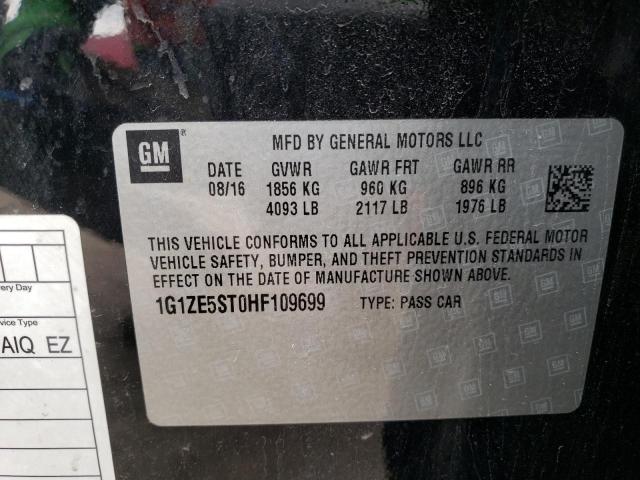 GM ®
MFD BY GENERAL MOTORS LLC
DATE GVWR GAWR FRT GAWR RR
08/16 1856 KG 960 KG 896 KG
4093 LB 2117 LB 1976 LB
THIS VEHICLE CONFORMS TO ALL APPLICABLE U.S. FEDERAL MOTOR
VEHICLE SAFETY, BUMPER, AND THEFT PREVENTION STANDARDS IN
EFFECT ON THE DATE OF MANUFACTURE SHOWN ABOVE.
1G1ZE5ST0HF109699 TYPE: PASS CAR
Every Day
Service Type
AIQ EZ